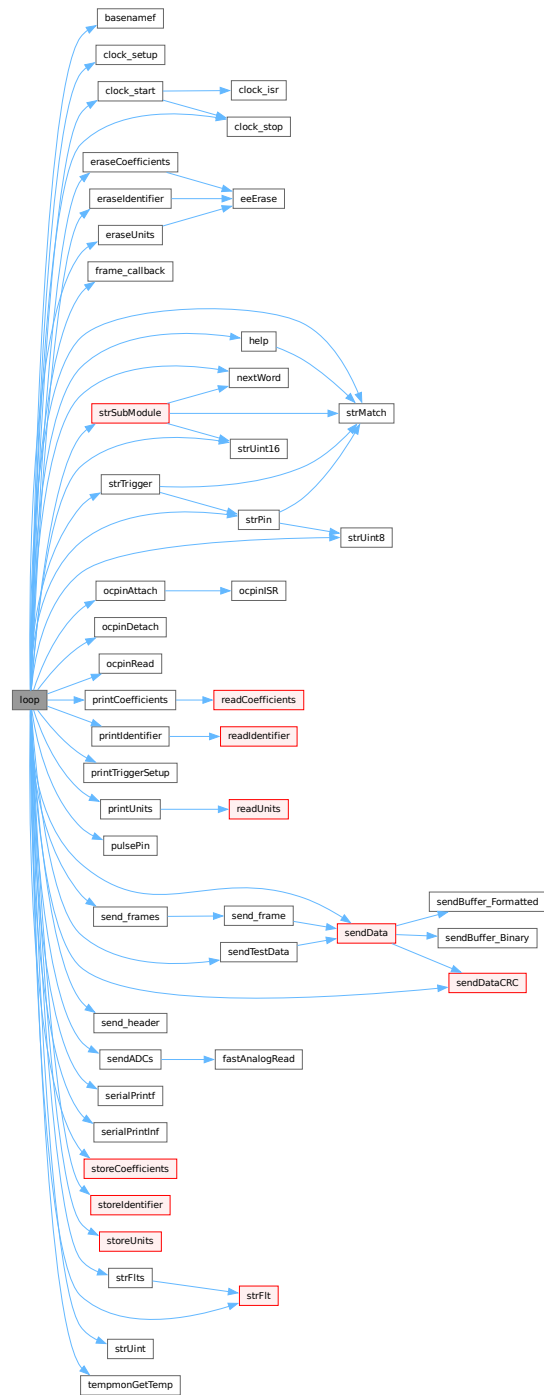 basenamef
clock_setup
clock_start
clock_isr
clock_stop
eraseCoefficients
eraseIdentifier
eeErase
eraseUnits
frame_callback
help
nextWord
strSubModule
strMatch
strUint16
strTrigger
strPin
strUint8
ocpinAttach
ocpinISR
ocpinDetach
ocpinRead
loop
printCoefficients
readCoefficients
printIdentifier
readIdentifier
printTriggerSetup
printUnits
readUnits
pulsePin
sendBuffer_Formatted
send_frames
send_frame
sendData
sendBuffer_Binary
sendTestData
sendDataCRC
send_header
sendADCs
fastAnalogRead
serialPrintf
serialPrintlnf
storeCoefficients
storeIdentifier
storeUnits
strFlts
strFlt
strUint
tempmonGetTemp